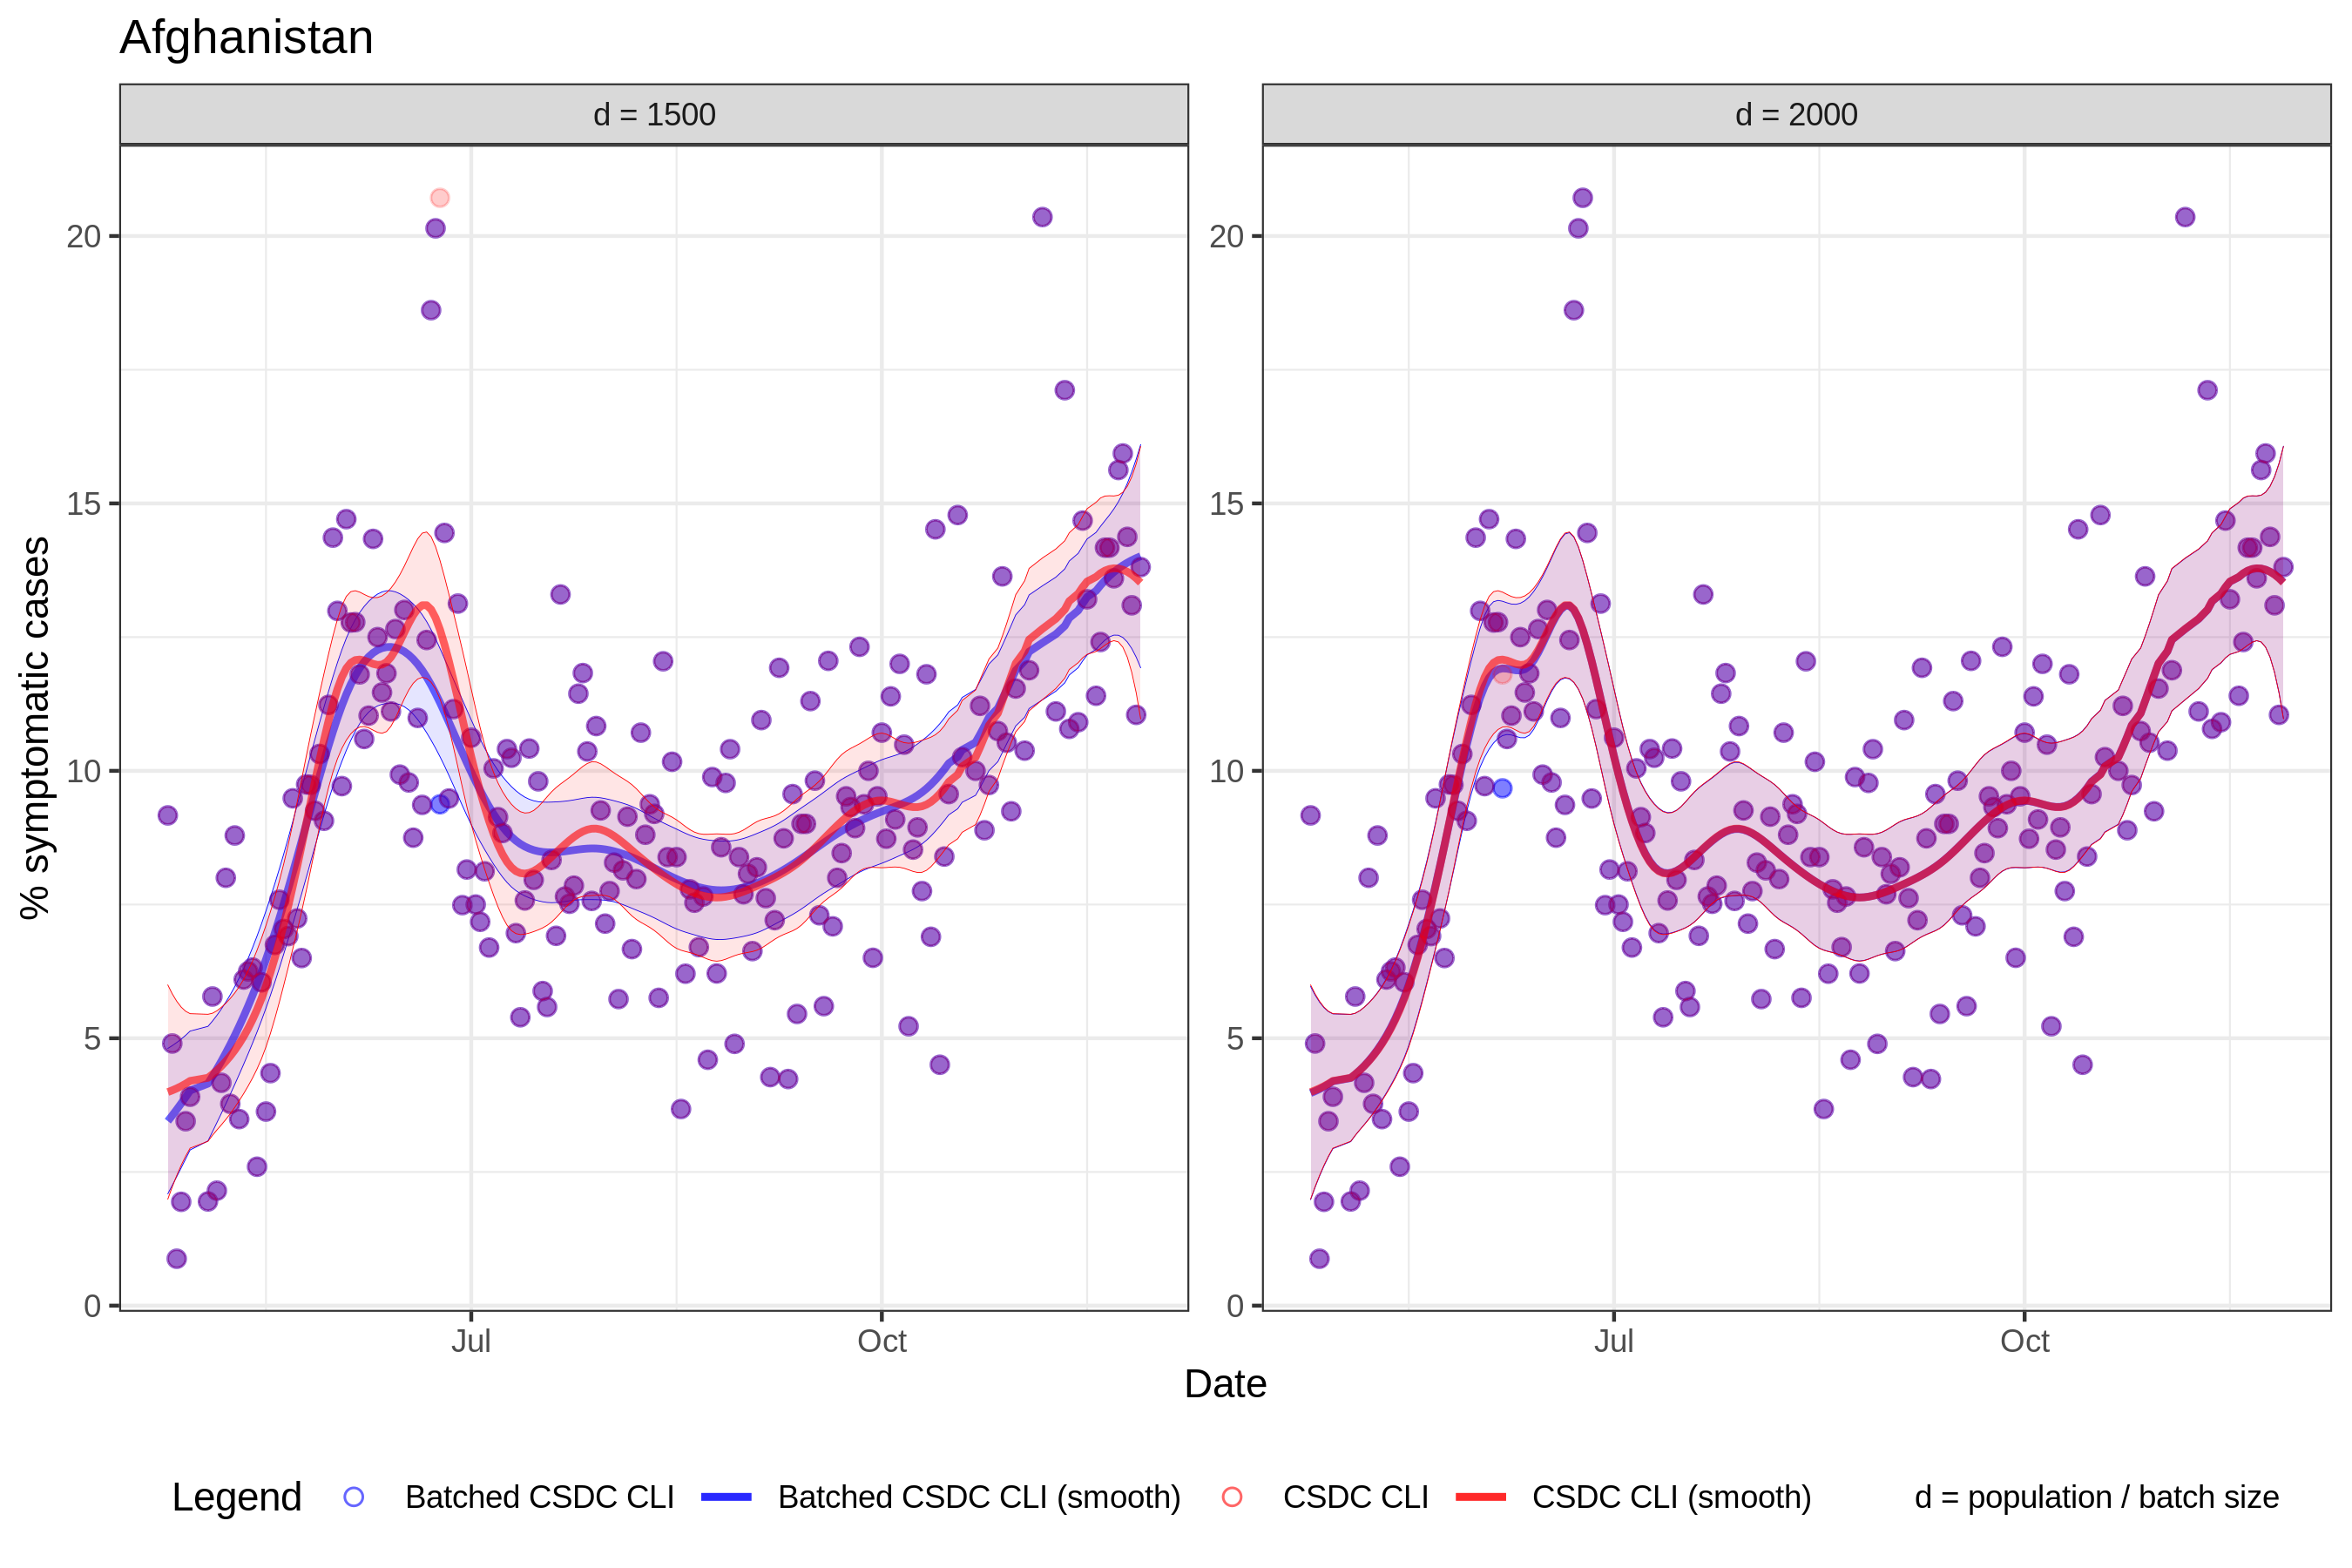 Afghanistan
d = 1500
d = 2000
% symptomatic cases
20
15
10
5
0
20
15
10
5
0
Jul
Oct
Jul
Oct
Date
Legend
Batched CSDC CLI
Batched CSDC CLI (smooth)
CSDC CLI
CSDC CLI (smooth)
d = population / batch size